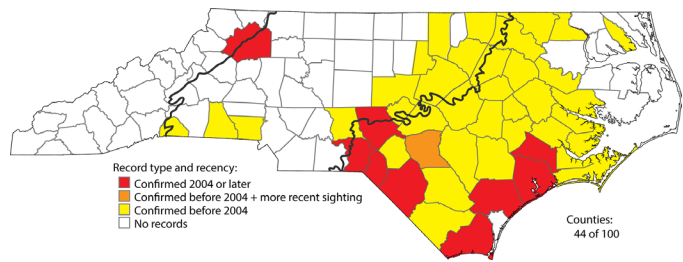 Record type and recency:
Confirmed 2004 or later
Confirmed before 2004 + more recent sighting
Confirmed before 2004
No records
Counties:
44 of 100